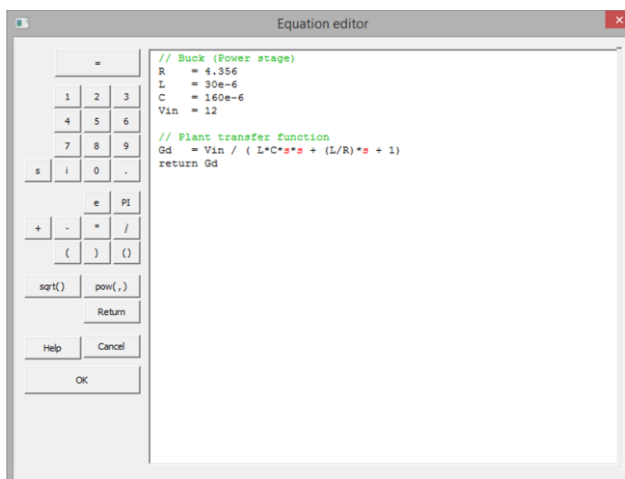 Equation editor
=
1 2 3
4 5 6
7 8 9
s i 0 .
e PI
+ - * /
( ) ()
sqrt() pow(,)
Return
Help Cancel
OK
// Buck (Power stage)
R = 4.356
L = 30e-6
C = 160e-6
Vin = 12
// Plant transfer function
Gd = Vin / ( L*C*s*s + (L/R)*s + 1)
return Gd